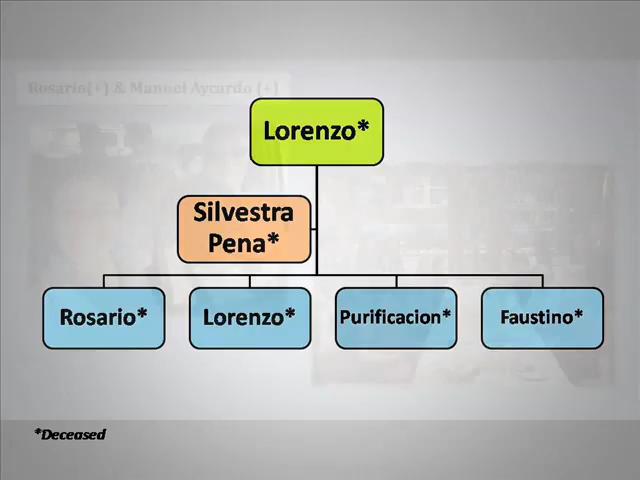 Rosario(+) & Manuel Aycardo (+)
Lorenzo*
Silvestra
Pena*
Rosario*
Lorenzo*
Purificacion*
Faustino*
*Deceased